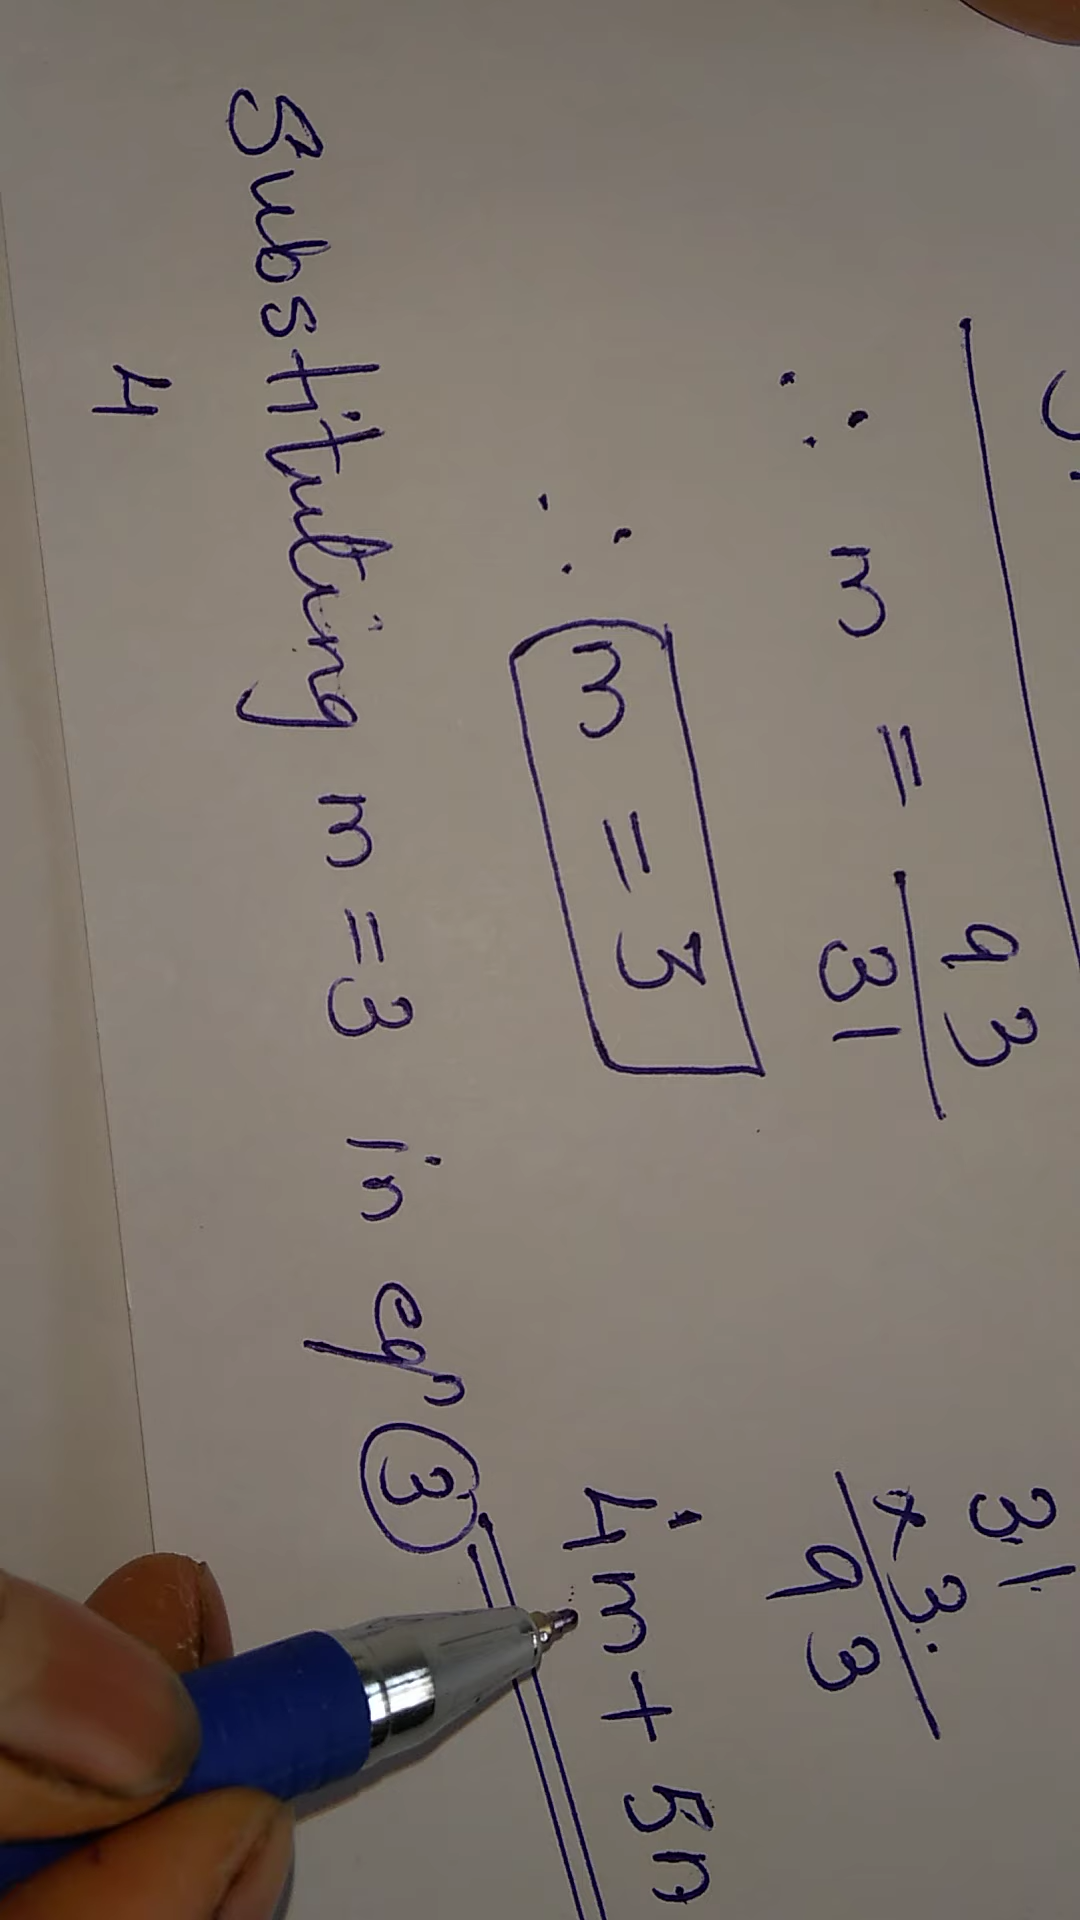 ∴ m = 93/31
31
×3
93
∴ m = 3
4m + 5n
Substituting m = 3 in eqⁿ ③
4